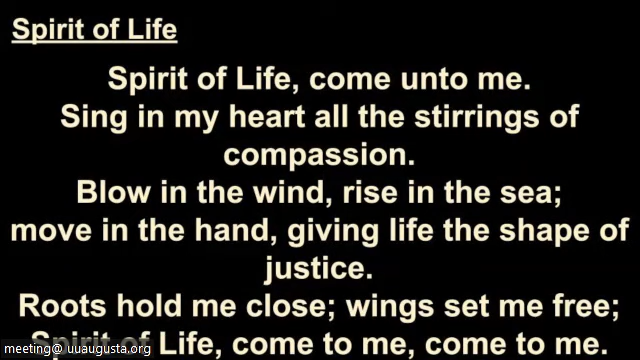 Spirit of Life
Spirit of Life, come unto me.
Sing in my heart all the stirrings of
compassion.
Blow in the wind, rise in the sea;
move in the hand, giving life the shape of
justice.
Roots hold me close; wings set me free;
Spirit of Life, come to me, come to me.
meeting@ uuaugusta.org